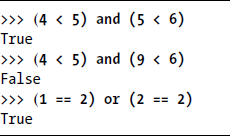 >>> (4 < 5) and (5 < 6)
True
>>> (4 < 5) and (9 < 6)
False
>>> (1 == 2) or (2 == 2)
True